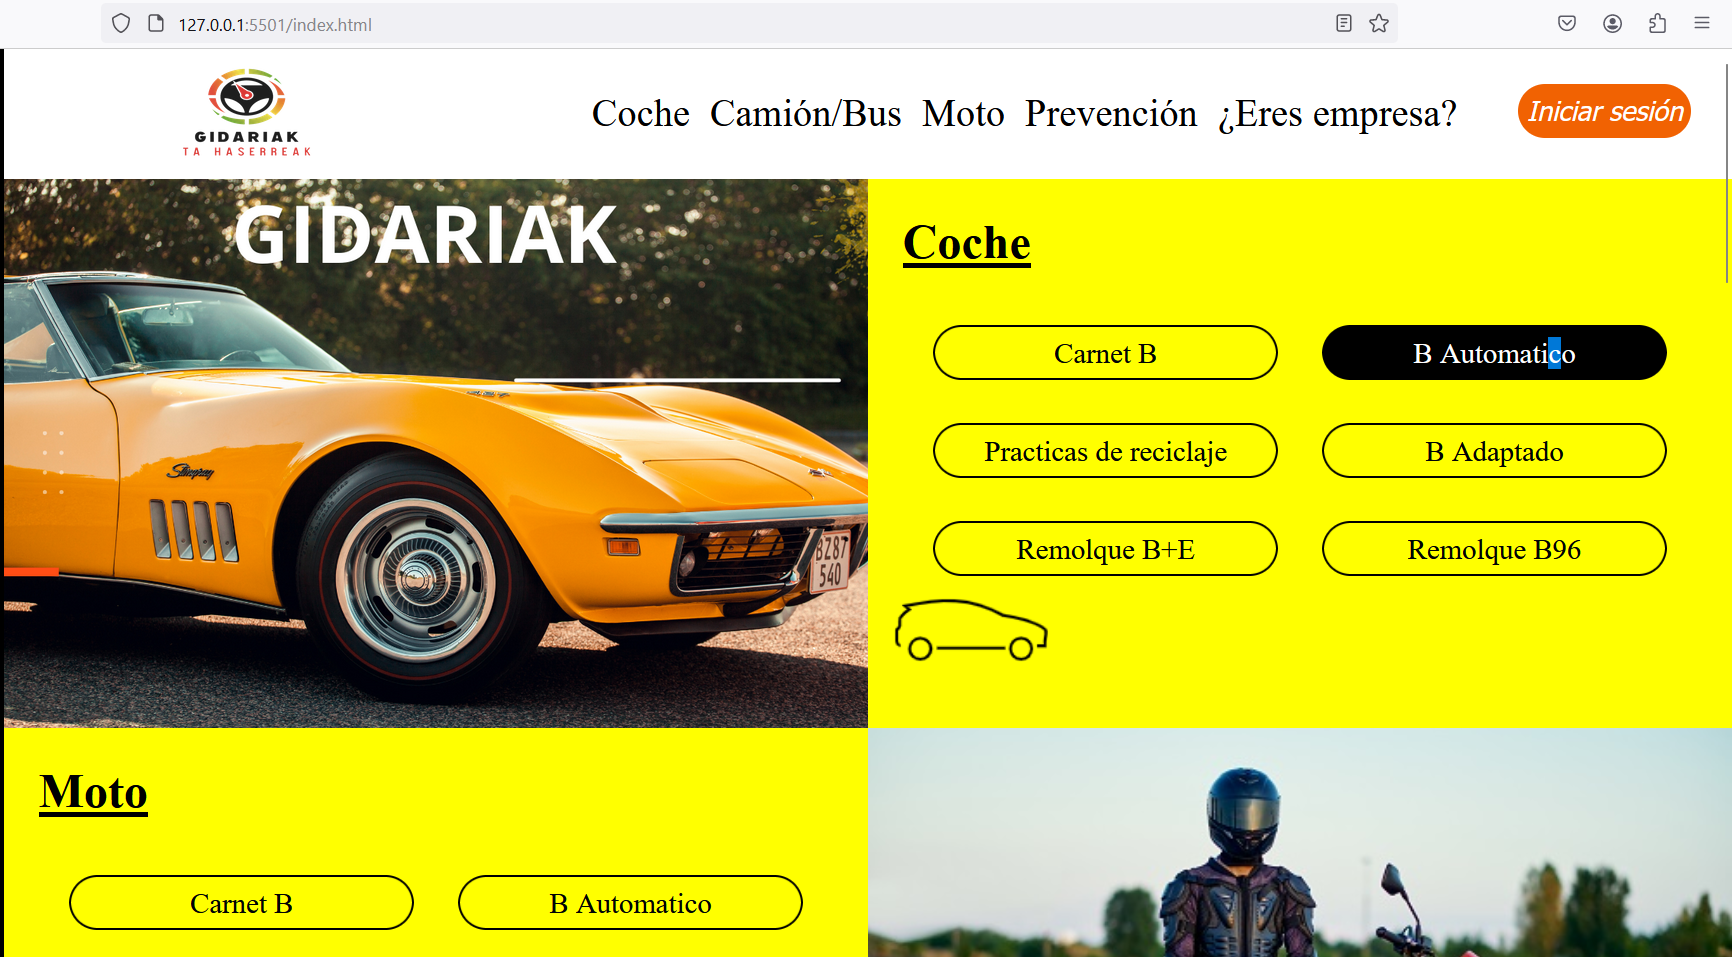 127.0.0.1:5501/index.html
GIDARIAK
TA HASERREAK
Coche Camión/Bus Moto Prevención ¿Eres empresa?
Iniciar sesión
GIDARIAK
Stingray
BZ87
540
Coche
Carnet B
B Automatico
Practicas de reciclaje
B Adaptado
Remolque B+E
Remolque B96
Moto
Carnet B
B Automatico